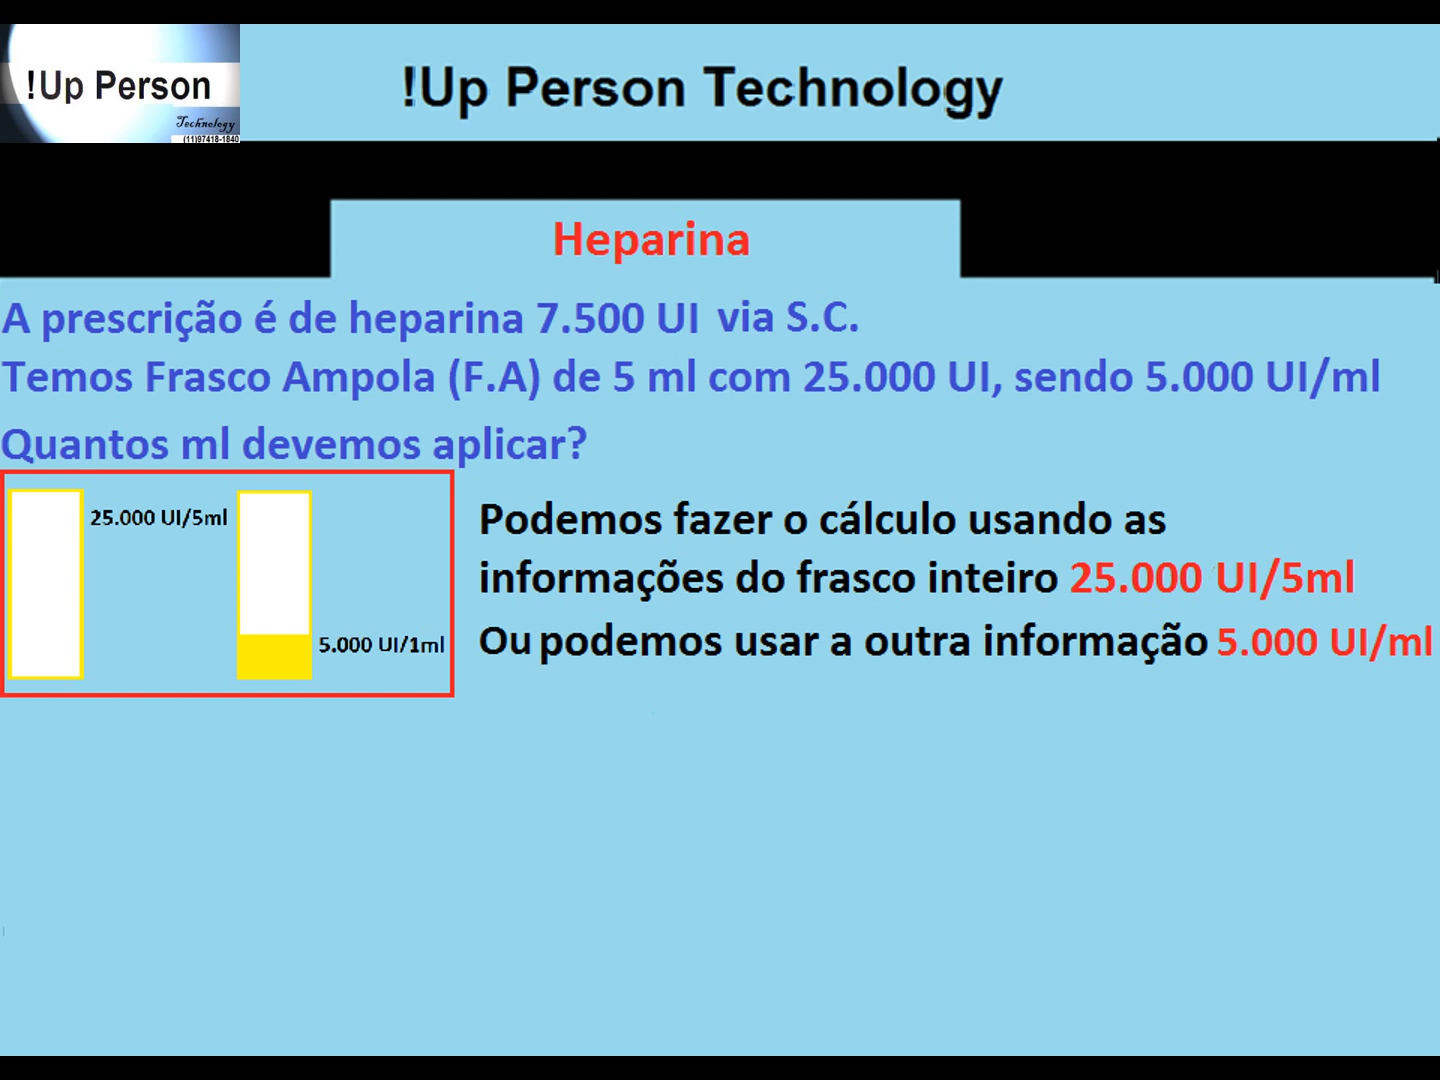 !Up Person
Technology
(11)97418-1840
!Up Person Technology
Heparina
A prescrição é de heparina 7.500 UI via S.C.
Temos Frasco Ampola (F.A) de 5 ml com 25.000 UI, sendo 5.000 UI/ml
Quantos ml devemos aplicar?
25.000 UI/5ml
5.000 UI/1ml
Podemos fazer o cálculo usando as
informações do frasco inteiro 25.000 UI/5ml
Ou podemos usar a outra informação 5.000 UI/ml